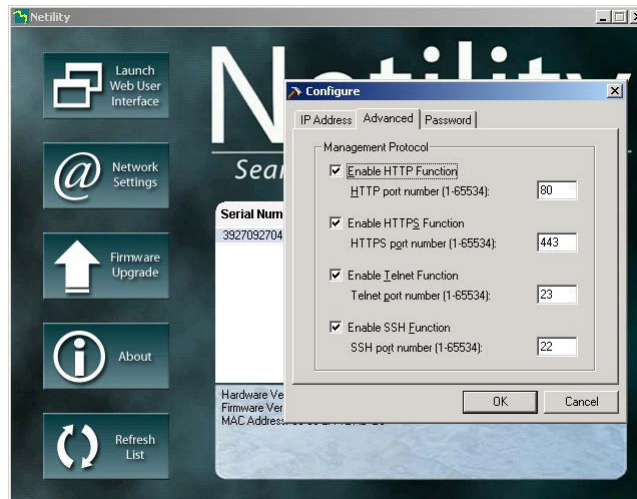 Netility
Launch
Web User
Interface
Network
Settings
Firmware
Upgrade
About
Refresh
List
Netility
Sear
Serial Num
3927092704
Hardware Ve
Firmware Ver
MAC Address:
Configure
IP Address
Advanced
Password
Management Protocol
Enable HTTP Function
HTTP port number (1-65534):
80
Enable HTTPS Function
HTTPS port number (1-65534):
443
Enable Telnet Function
Telnet port number (1-65534):
23
Enable SSH Function
SSH port number (1-65534):
22
OK
Cancel